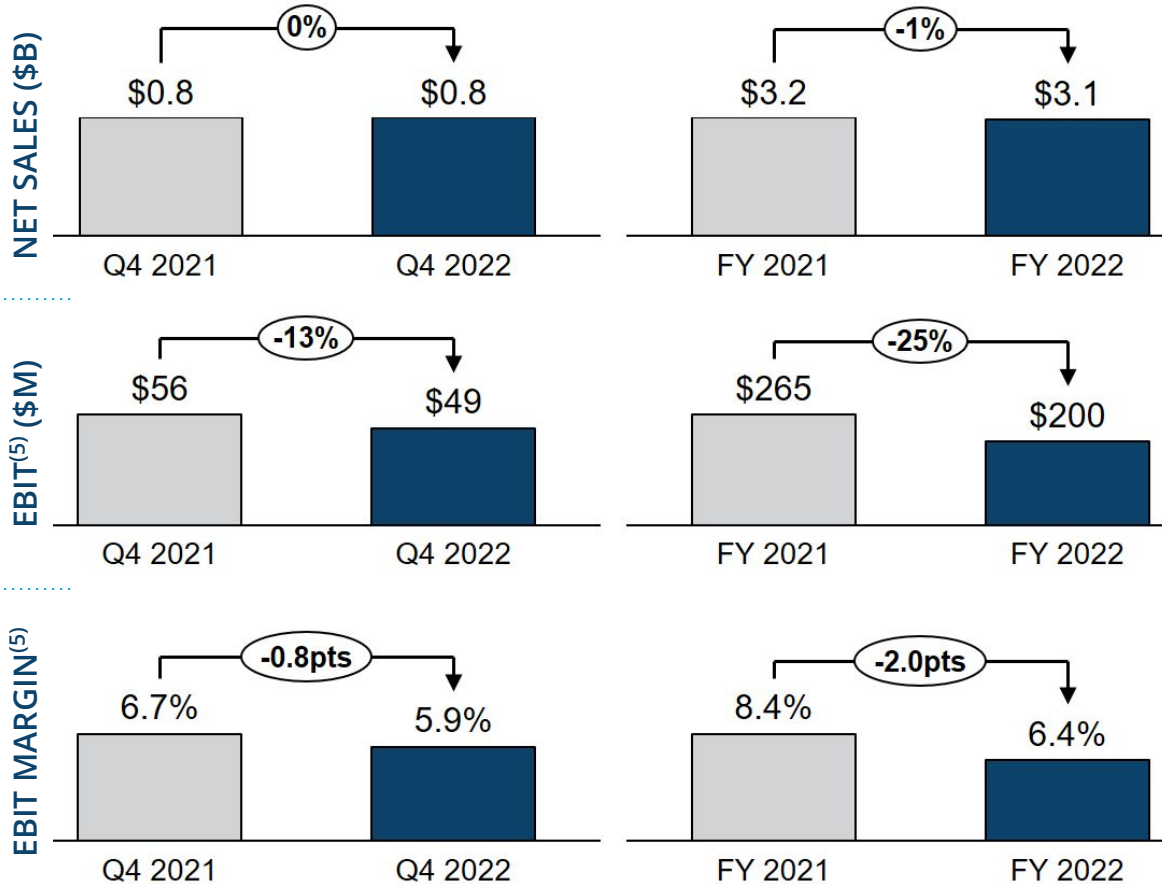 NET SALES ($B)
0%
-1%
$0.8
$0.8
$3.2
$3.1
Q4 2021
Q4 2022
FY 2021
FY 2022
EBIT(5) ($M)
-13%
-25%
$56
$49
$265
$200
Q4 2021
Q4 2022
FY 2021
FY 2022
EBIT MARGIN(5)
-0.8pts
-2.0pts
6.7%
5.9%
8.4%
6.4%
Q4 2021
Q4 2022
FY 2021
FY 2022